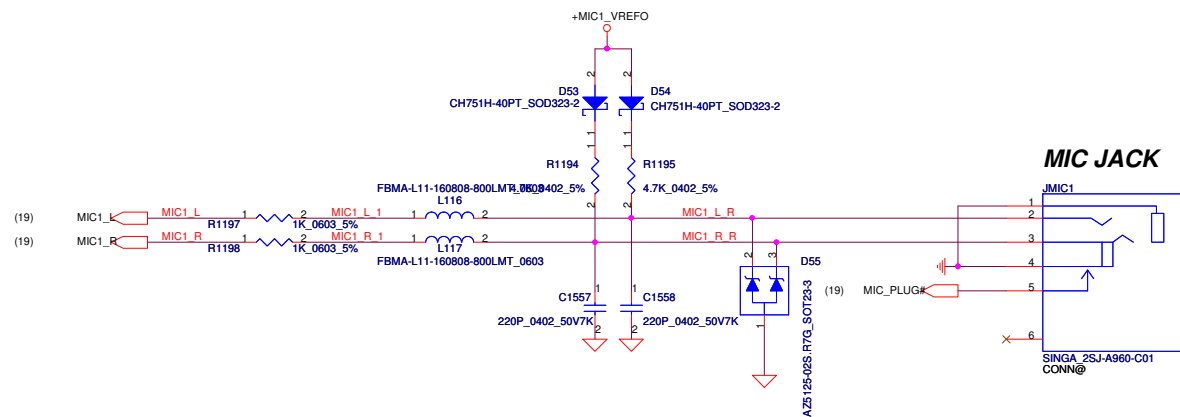 +MIC1_VREFO
2
2
D53
D54
CH751H-40PT_SOD323-2
CH751H-40PT_SOD323-2
1
1
1
1
R1194
R1195
MIC JACK
FBMA-L11-160808-800LMT_0603
4.7K_0402_5%
4.7K_0402_5%
JMIC1
L116
2
2
1
(19)
MIC1_L
MIC1_L
1
2
MIC1_L_1
1
2
MIC1_L_R
2
R1197
1K_0603_5%
(19)
MIC1_R
MIC1_R
1
2
MIC1_R_1
1
2
MIC1_R_R
3
R1198
1K_0603_5%
L117
FBMA-L11-160808-800LMT_0603
2
3
D55
4
1
1
(19)
MIC_PLUG#
5
C1557
C1558
220P_0402_50V7K
220P_0402_50V7K
2
2
1
AZ5125-02S.R7G_SOT23-3
6
SINGA_2SJ-A960-C01
CONN@